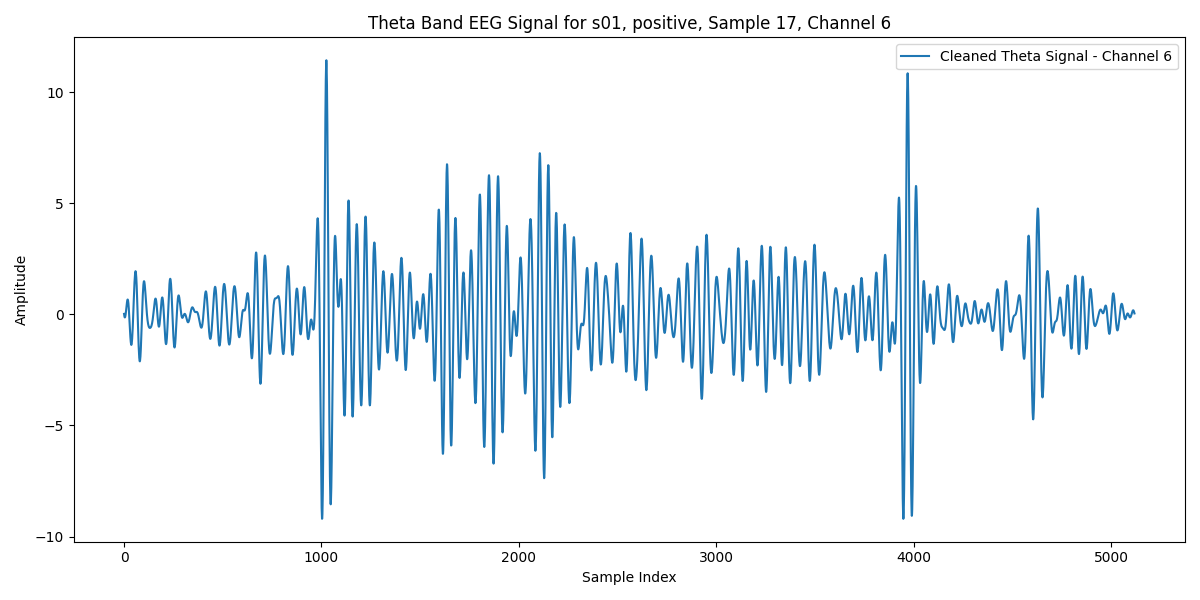 Theta Band EEG Signal for s01, positive, Sample 17, Channel 6
Cleaned Theta Signal - Channel 6
10
5
0
−5
−10
Amplitude
0 1000 2000 3000 4000 5000
Sample Index